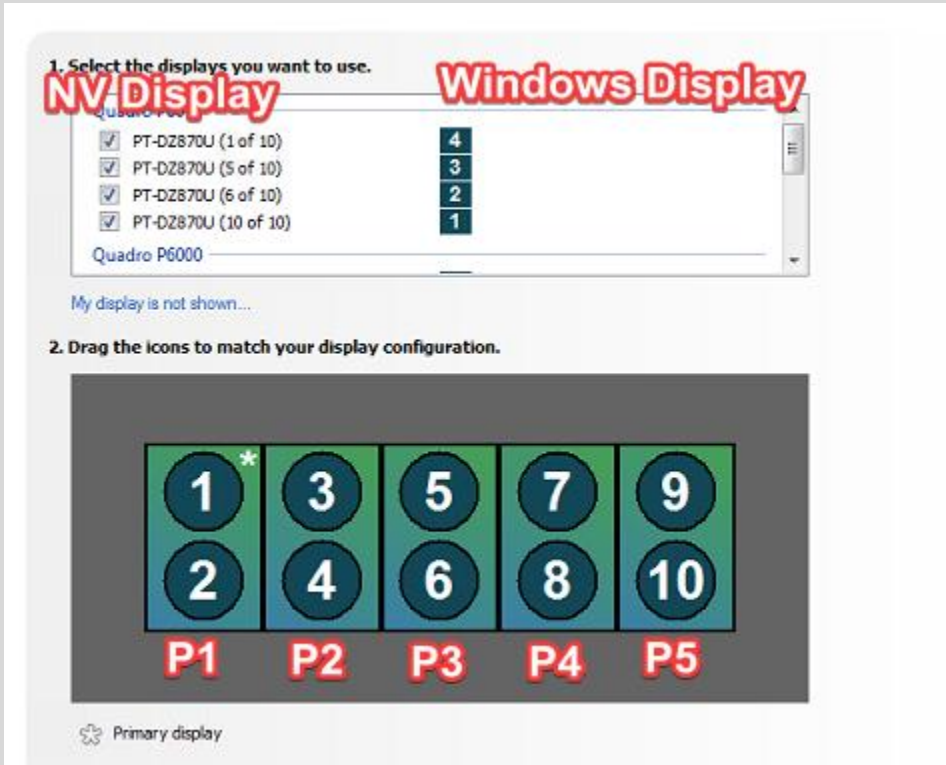 1. Select the displays you want to use.
NV Display
Windows Display
PT-DZ870U (1 of 10) 4
PT-DZ870U (5 of 10) 3
PT-DZ870U (6 of 10) 2
PT-DZ870U (10 of 10) 1
Quadro P6000
My display is not shown...
2. Drag the icons to match your display configuration.
1 * 3 5 7 9
2 4 6 8 10
P1 P2 P3 P4 P5
Primary display